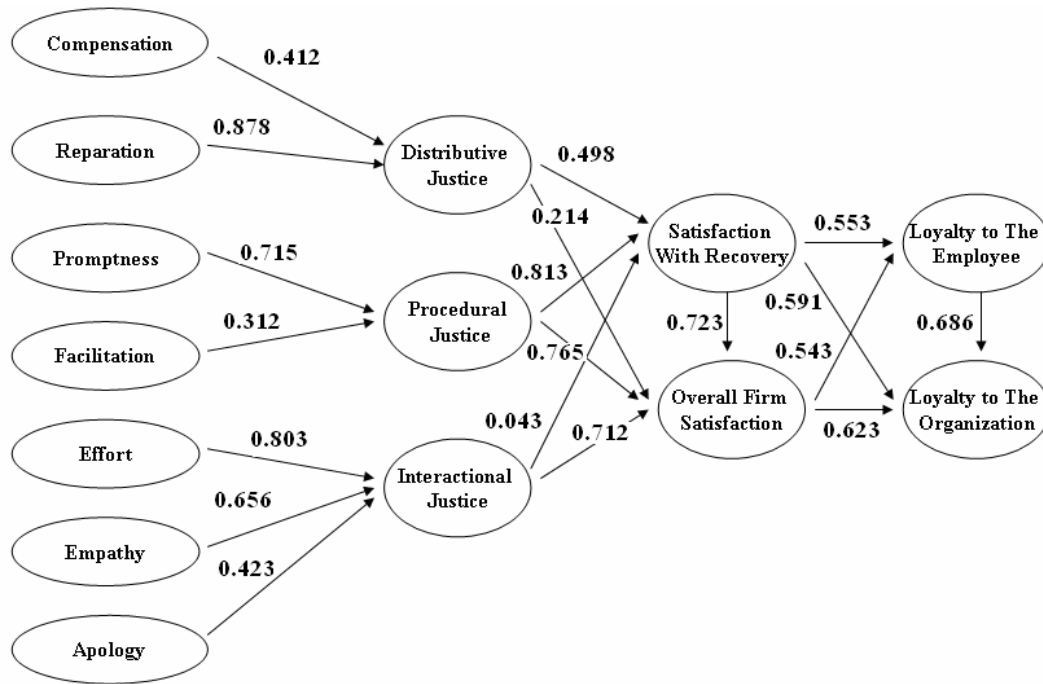 Compensation
0.412
Reparation
0.878
Distributive
Justice
0.498
0.214
Promptness
0.715
Procedural
Justice
0.813
0.765
Facilitation
0.312
Satisfaction
With Recovery
0.553
0.591
0.723
Loyalty to The
Employee
0.686
0.543
Overall Firm
Satisfaction
0.623
Loyalty to The
Organization
Effort
0.803
Interactional
Justice
0.043
0.712
Empathy
0.656
Apology
0.423